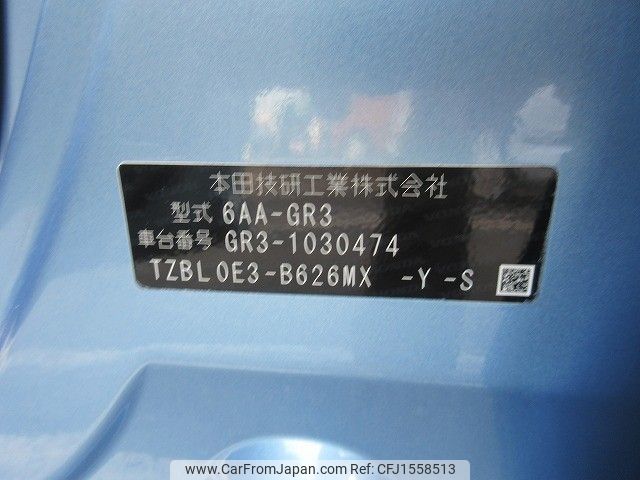 本田技研工業株式会社
型式 6AA-GR3
車台番号 GR3-1030474
TZBL0E3-B626MX -Y -S
www.CarFromJapan.com | CFJ1558513